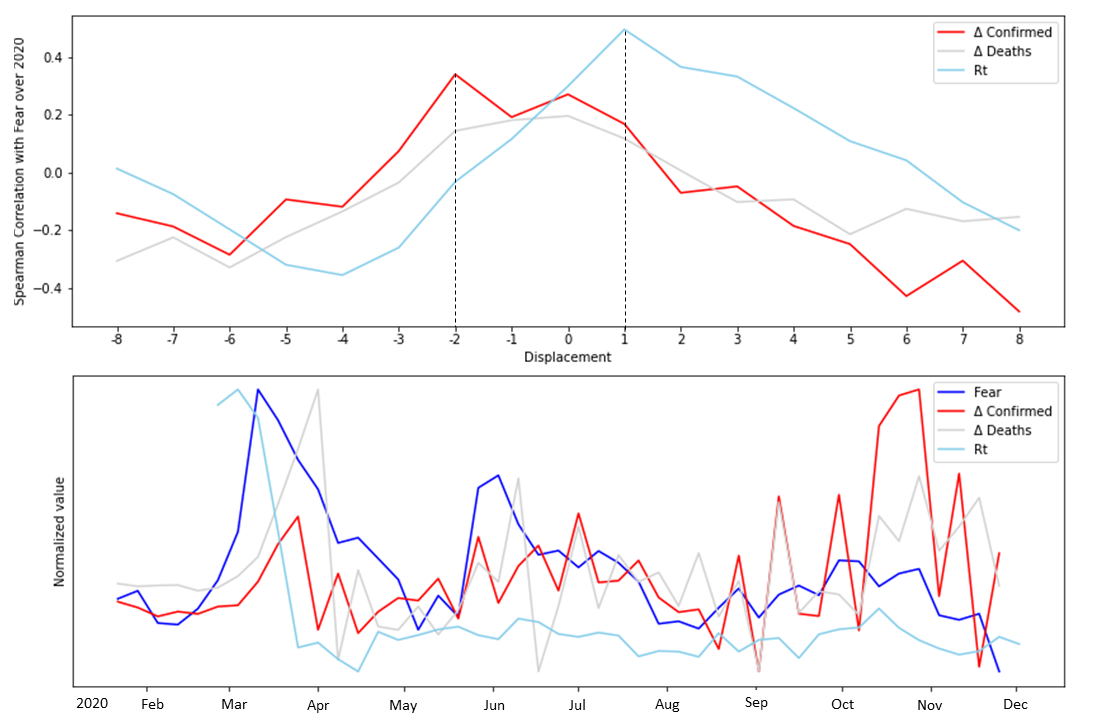 Spearman Correlation with Fear over 2020
0.4
0.2
0.0
−0.2
−0.4
Δ Confirmed
Δ Deaths
Rt
-8 -7 -6 -5 -4 -3 -2 -1 0 1 2 3 4 5 6 7 8
Displacement
Normalized value
Fear
Δ Confirmed
Δ Deaths
Rt
2020 Feb Mar Apr May Jun Jul Aug Sep Oct Nov Dec